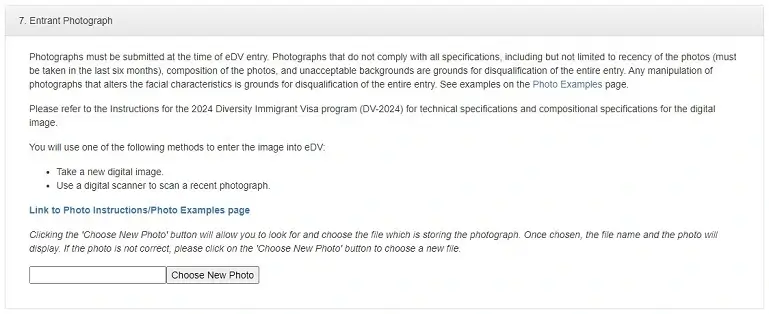 7. Entrant Photograph
Photographs must be submitted at the time of eDV entry. Photographs that do not comply with all specifications, including but not limited to recency of the photos (must
be taken in the last six months), composition of the photos, and unacceptable backgrounds are grounds for disqualification of the entire entry. Any manipulation of
photographs that alters the facial characteristics is grounds for disqualification of the entire entry. See examples on the Photo Examples page.
Please refer to the Instructions for the 2024 Diversity Immigrant Visa program (DV-2024) for technical specifications and compositional specifications for the digital
image.
You will use one of the following methods to enter the image into eDV:
• Take a new digital image.
• Use a digital scanner to scan a recent photograph.
Link to Photo Instructions/Photo Examples page
Clicking the 'Choose New Photo' button will allow you to look for and choose the file which is storing the photograph. Once chosen, the file name and the photo will
display. If the photo is not correct, please click on the 'Choose New Photo' button to choose a new file.
Choose New Photo